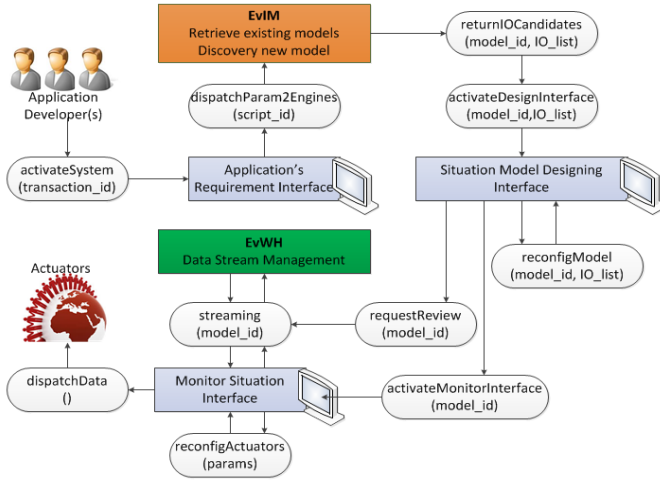 EvIM
Retrieve existing models
Discovery new model
returnIOCandidates
(model_id, IO_list)
Application
Developer(s)
dispatchParam2Engines
(script_id)
activateDesignInterface
(model_id,IO_list)
activateSystem
(transaction_id)
Application's
Requirement Interface
Situation Model Designing
Interface
EvWH
Data Stream Management
reconfigModel
(model_id, IO_list)
Actuators
streaming
(model_id)
requestReview
(model_id)
dispatchData
()
Monitor Situation
Interface
activateMonitorInterface
(model_id)
reconfigActuators
(params)